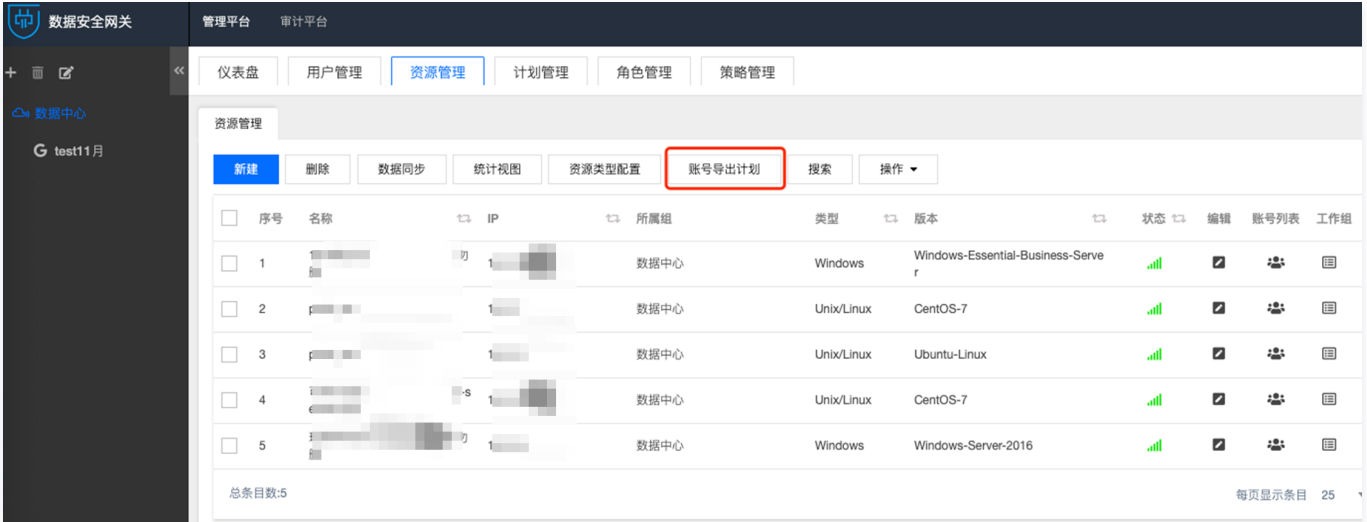 数据安全网关 管理平台 审计平台
仪表盘 用户管理 资源管理 计划管理 角色管理 策略管理
数据中心
test11月
资源管理
新建 删除 数据同步 统计视图 资源类型配置 账号导出计划 搜索 操作
序号 名称 IP 所属组 类型 版本 状态 编辑 账号列表 工作组
1 数据中心 Windows Windows-Essential-Business-Serve
r
2 数据中心 Unix/Linux CentOS-7
3 数据中心 Unix/Linux Ubuntu-Linux
4 数据中心 Unix/Linux CentOS-7
5 数据中心 Windows Windows-Server-2016
总条目数:5 每页显示条目 25